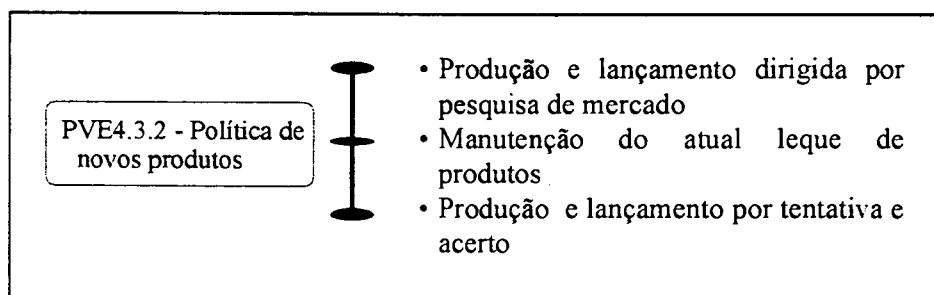 PVE4.3.2 - Política de
novos produtos
• Produção e lançamento dirigida por
pesquisa de mercado
• Manutenção do atual leque de
produtos
• Produção e lançamento por tentativa e
acerto